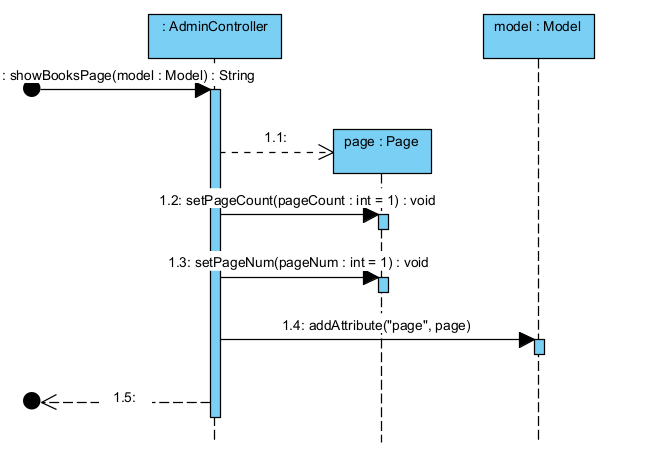 : AdminController
model : Model
: showBooksPage(model : Model) : String
1.1:
page : Page
1.2: setPageCount(pageCount : int = 1) : void
1.3: setPageNum(pageNum : int = 1) : void
1.4: addAttribute("page", page)
1.5: